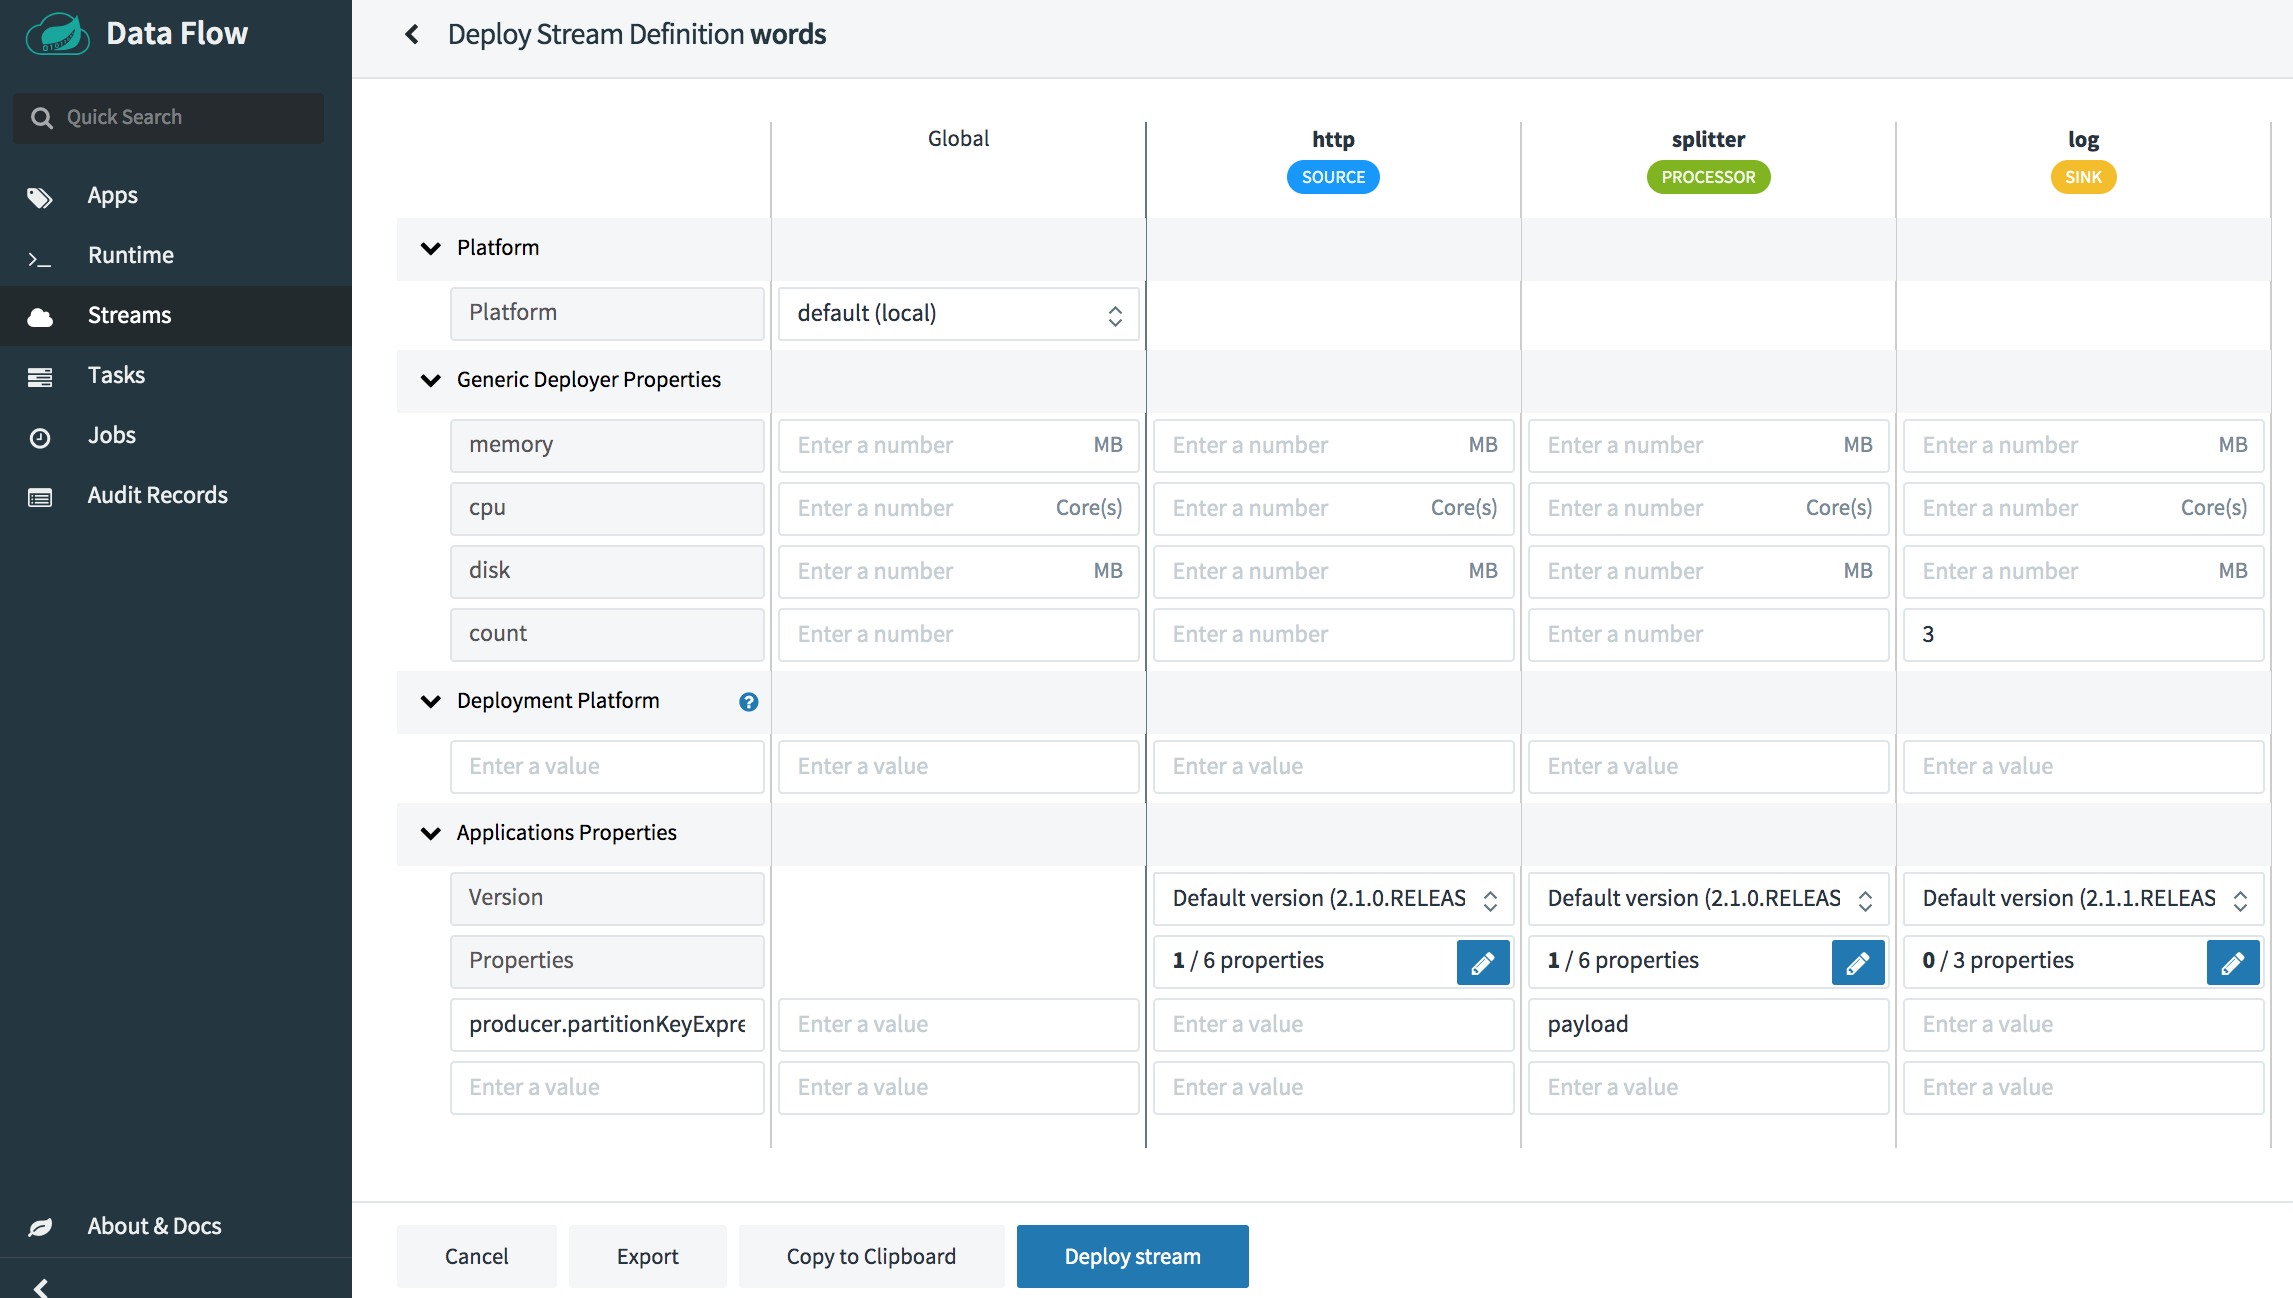 Data Flow
Quick Search
Apps
Runtime
Streams
Tasks
Jobs
Audit Records
About & Docs
Deploy Stream Definition words
Global http splitter log
SOURCE PROCESSOR SINK
Platform
Platform default (local)
Generic Deployer Properties
memory Enter a number MB Enter a number MB Enter a number MB Enter a number MB
cpu Enter a number Core(s) Enter a number Core(s) Enter a number Core(s) Enter a number Core(s)
disk Enter a number MB Enter a number MB Enter a number MB Enter a number MB
count Enter a number Enter a number Enter a number 3
Deployment Platform ?
Enter a value Enter a value Enter a value Enter a value Enter a value
Applications Properties
Version Default version (2.1.0.RELEAS Default version (2.1.0.RELEAS Default version (2.1.1.RELEAS
Properties 1 / 6 properties 1 / 6 properties 0 / 3 properties
producer.partitionKeyExpre Enter a value Enter a value payload Enter a value
Enter a value Enter a value Enter a value Enter a value Enter a value
Cancel Export Copy to Clipboard Deploy stream